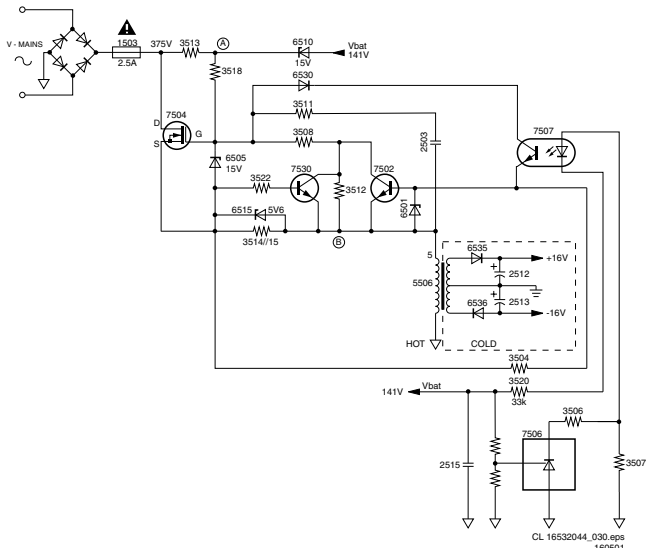 V - MAINS
1503
2.5A
375V
3513
A
6510
15V
Vbat
141V
3518
6530
3511
7504
D
S
G
3508
2503
7507
6505
15V
7530
7502
3522
3512
6501
6515
5V6
3514//15
B
5
5506
6535
+16V
2512
2513
6536
-16V
HOT
COLD
3504
141V
Vbat
3520
33k
3506
7506
2515
3507
CL 16532044_030.eps
160501